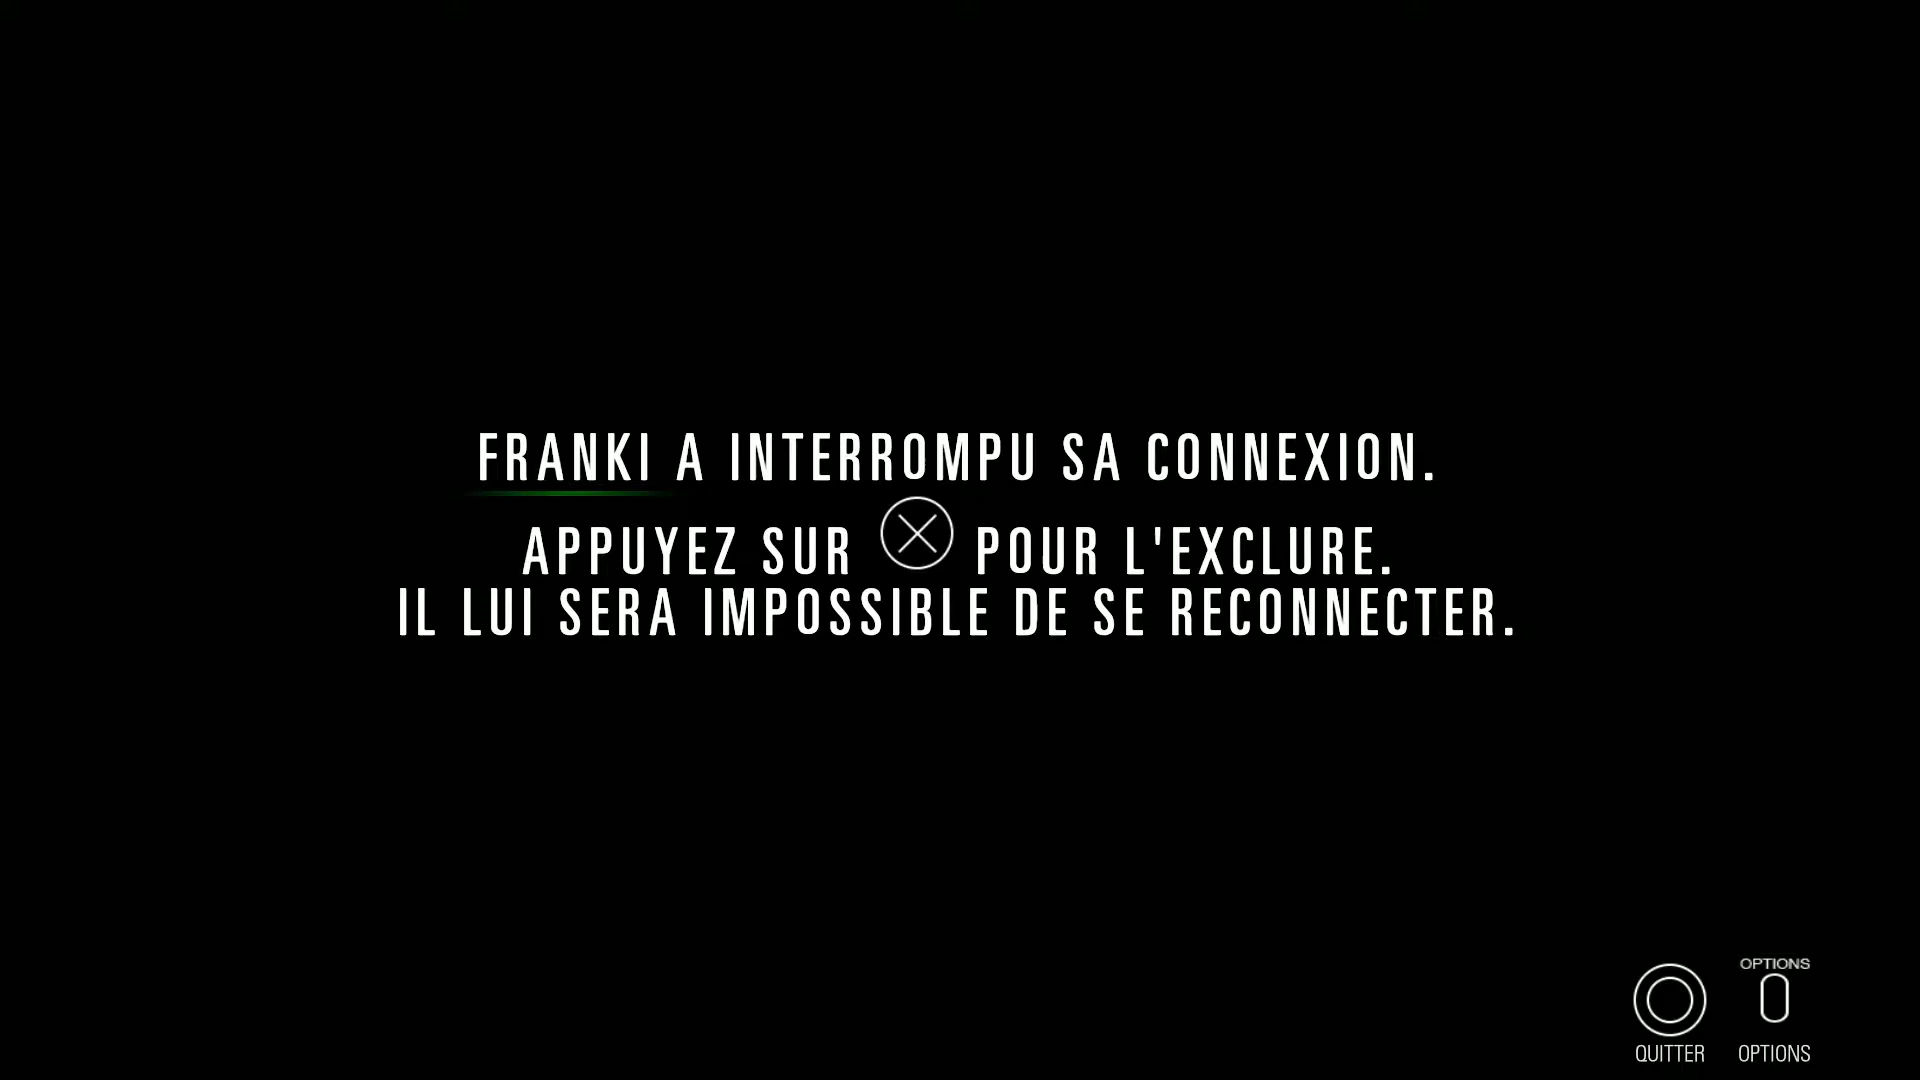 FRANKI A INTERROMPU SA CONNEXION.
APPUYEZ SUR POUR L'EXCLURE.
IL LUI SERA IMPOSSIBLE DE SE RECONNECTER.
OPTIONS
QUITTER OPTIONS